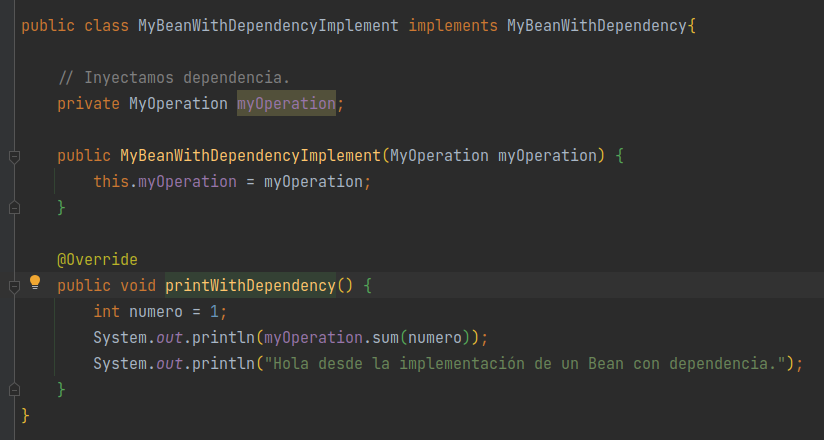 public class MyBeanWithDependencyImplement implements MyBeanWithDependency{
// Inyectamos dependencia.
private MyOperation myOperation;
public MyBeanWithDependencyImplement(MyOperation myOperation) {
this.myOperation = myOperation;
}
@Override
public void printWithDependency() {
int numero = 1;
System.out.println(myOperation.sum(numero));
System.out.println("Hola desde la implementación de un Bean con dependencia.");
}
}